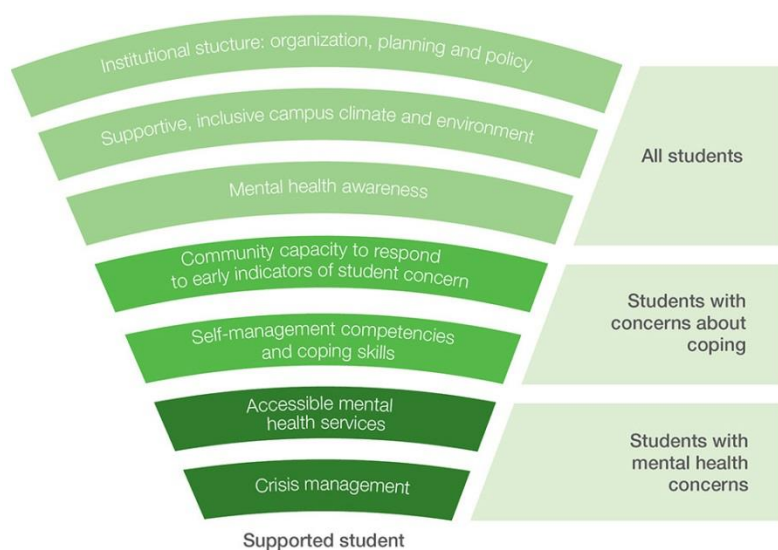 Institutional stucture: organization, planning and policy
Supportive, inclusive campus climate and environment
Mental health awareness
Community capacity to respond
to early indicators of student concern
Self-management competencies
and coping skills
Accessible mental
health services
Crisis management
Supported student
All students
Students with
concerns about
coping
Students with
mental health
concerns